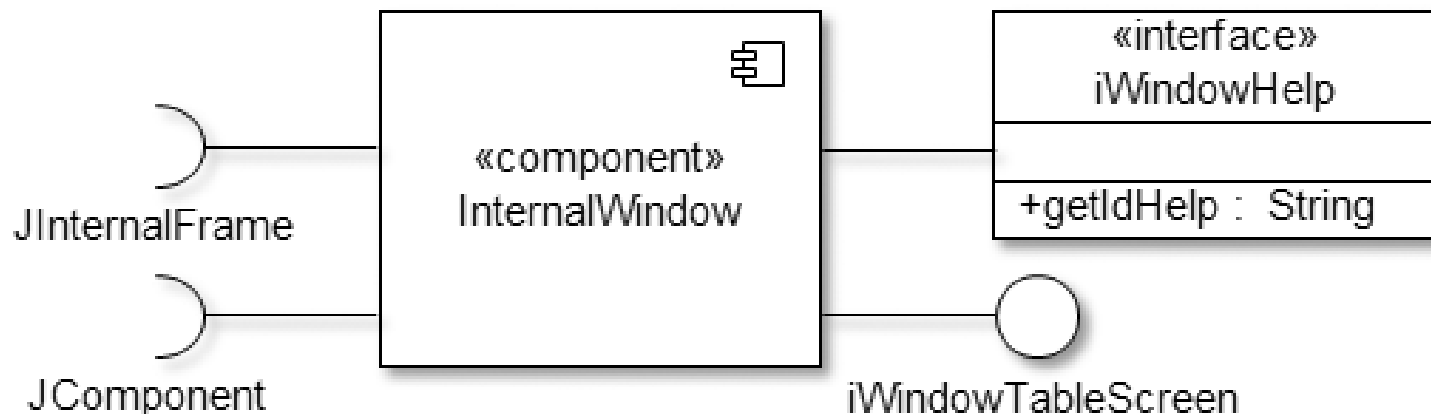 «interface»
iWindowHelp
+getIdHelp :  String
«component»
InternalWindow
JInternalFrame
JComponent
iWindowTableScreen